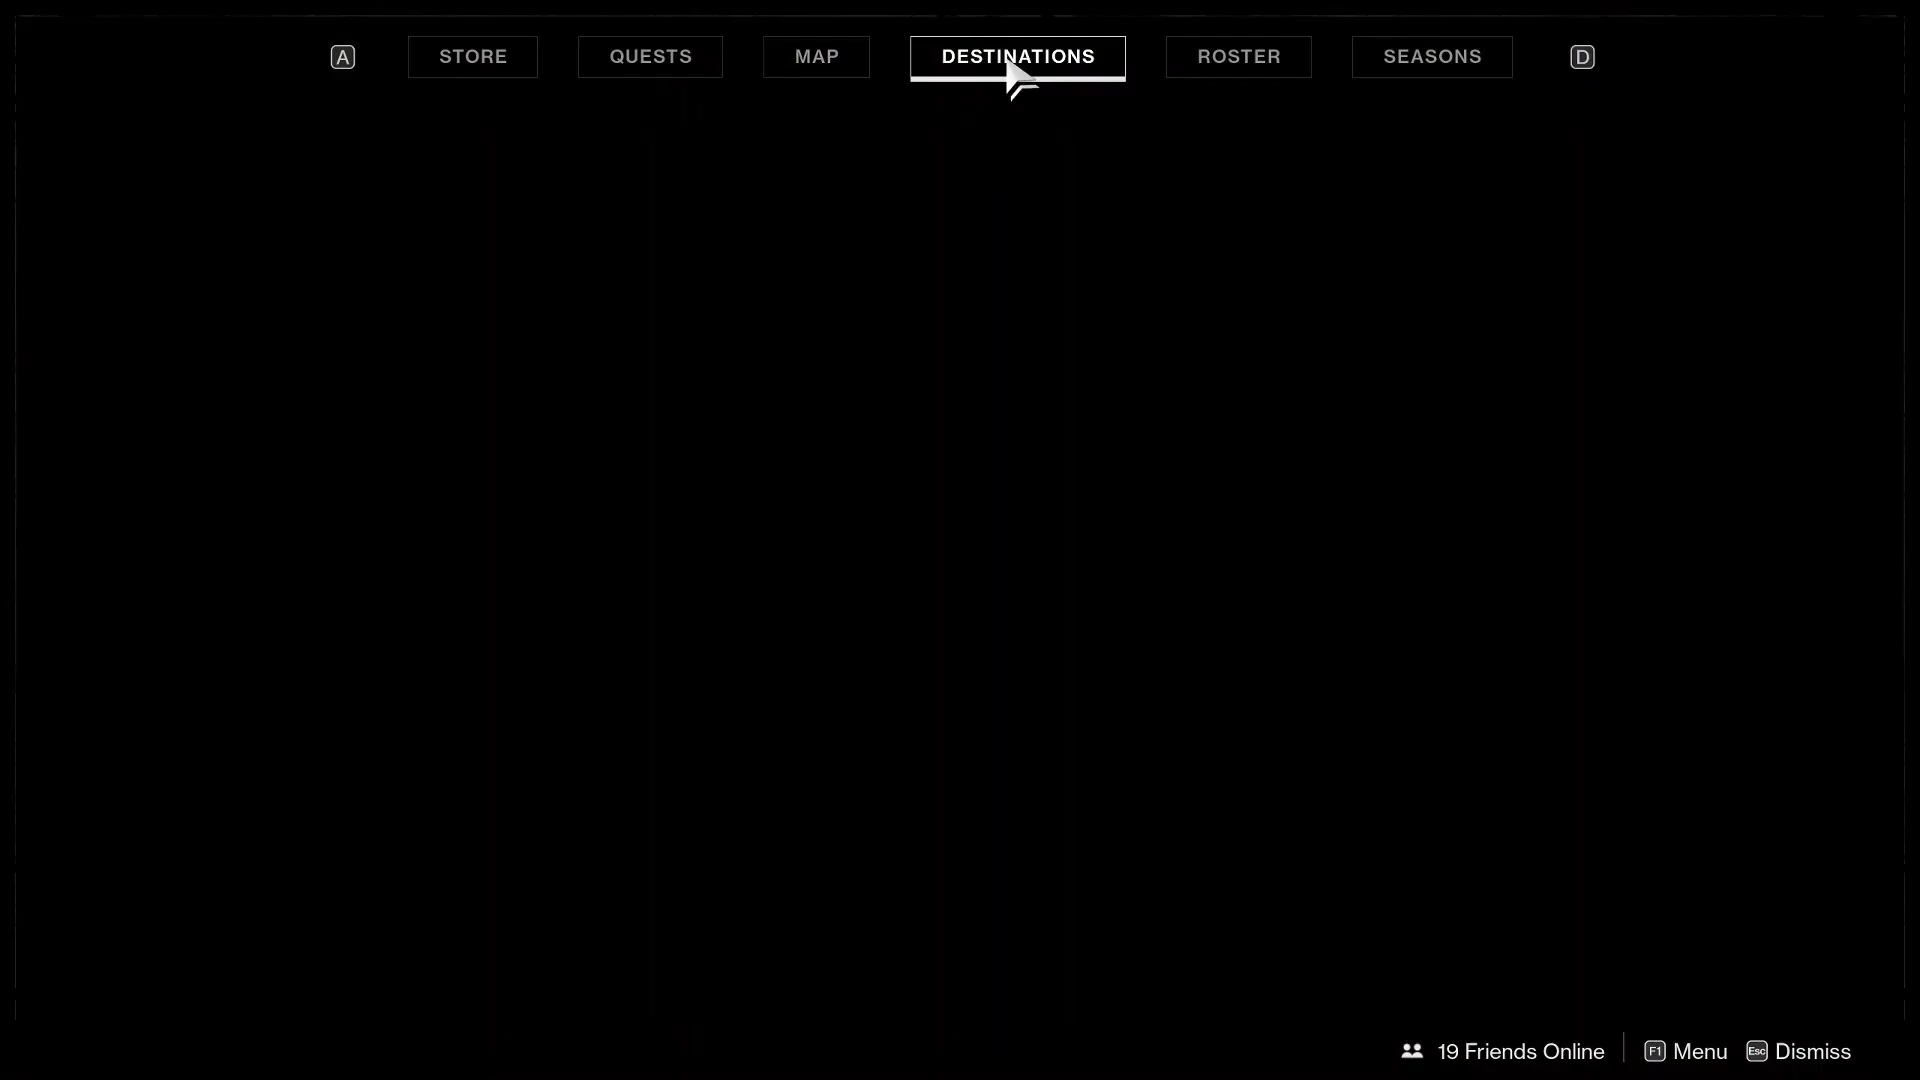 A STORE QUESTS MAP DESTINATIONS ROSTER SEASONS D
19 Friends Online F1 Menu Esc Dismiss